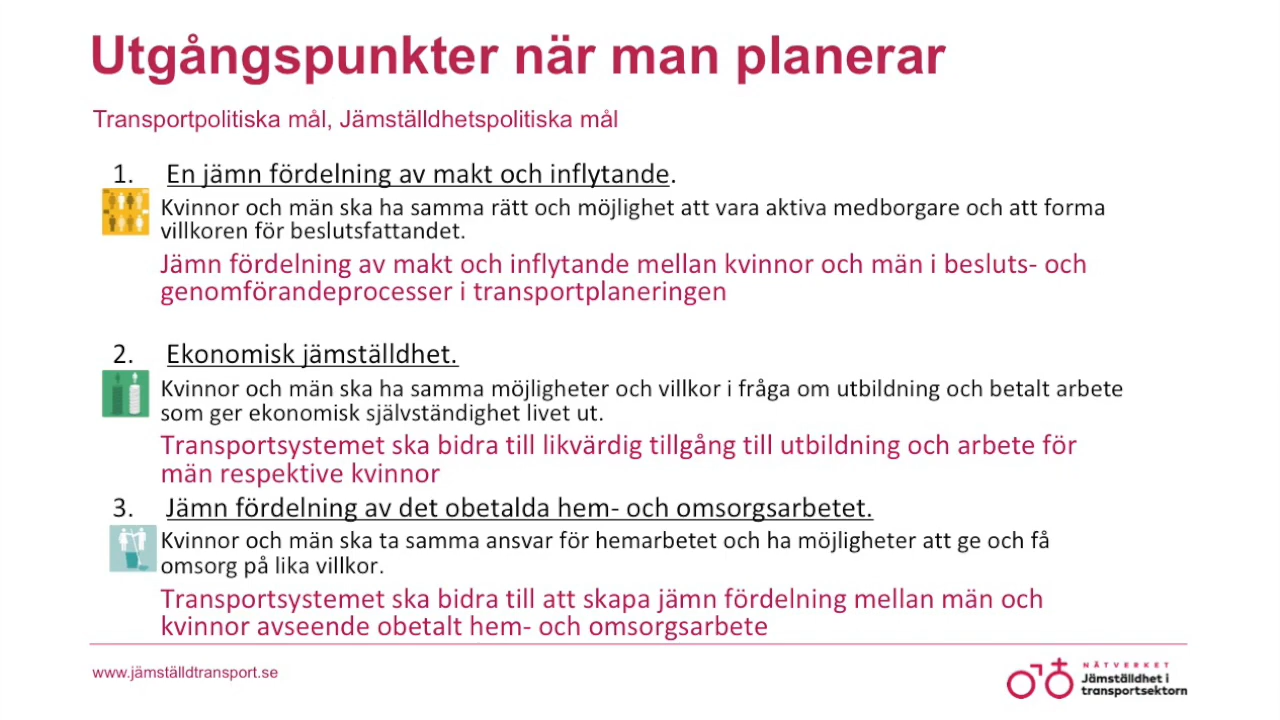 Utgångspunkter när man planerar
Transportpolitiska mål, Jämställdhetspolitiska mål
1. En jämn fördelning av makt och inflytande.
Kvinnor och män ska ha samma rätt och möjlighet att vara aktiva medborgare och att forma
villkoren för beslutsfattandet.
Jämn fördelning av makt och inflytande mellan kvinnor och män i besluts- och
genomförandeprocesser i transportplaneringen
2. Ekonomisk jämställdhet.
Kvinnor och män ska ha samma möjligheter och villkor i fråga om utbildning och betalt arbete
som ger ekonomisk självständighet livet ut.
Transportsystemet ska bidra till likvärdig tillgång till utbildning och arbete för
män respektive kvinnor
3. Jämn fördelning av det obetalda hem- och omsorgsarbetet.
Kvinnor och män ska ta samma ansvar för hemarbetet och ha möjligheter att ge och få
omsorg på lika villkor.
Transportsystemet ska bidra till att skapa jämn fördelning mellan män och
kvinnor avseende obetalt hem- och omsorgsarbete
www.jämställdtransport.se
NÄTVERKET
Jämställdhet i
transportsektorn